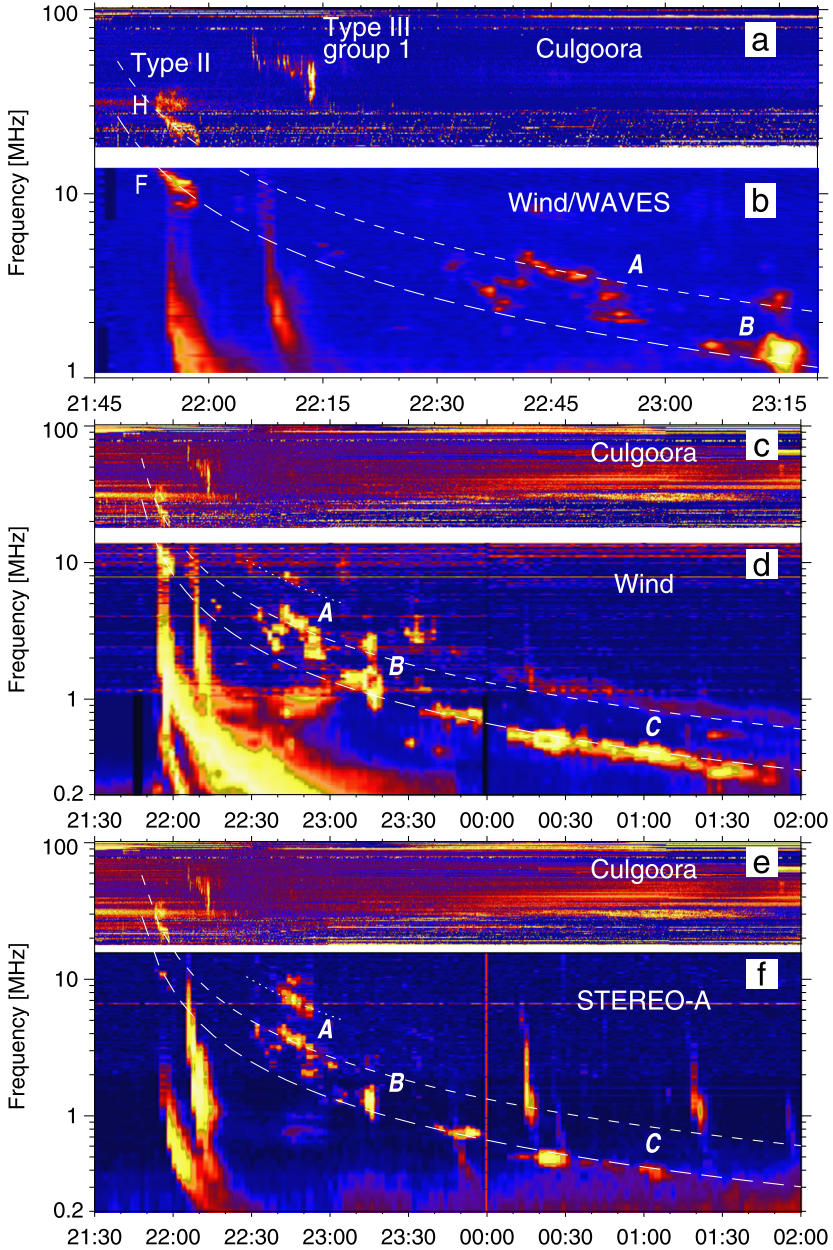 100
Type III
group 1
Culgoora
a
Type II
H
Frequency [MHz]
F
10
Wind/WAVES
b
A
B
1
21:45 22:00 22:15 22:30 22:45 23:00 23:15
100
Culgoora
c
10
Wind
d
Frequency [MHz]
A
B
1
C
0.2
21:30 22:00 22:30 23:00 23:30 00:00 00:30 01:00 01:30 02:00
100
Culgoora
e
10
STEREO-A
f
Frequency [MHz]
A
B
1
C
0.2
21:30 22:00 22:30 23:00 23:30 00:00 00:30 01:00 01:30 02:00